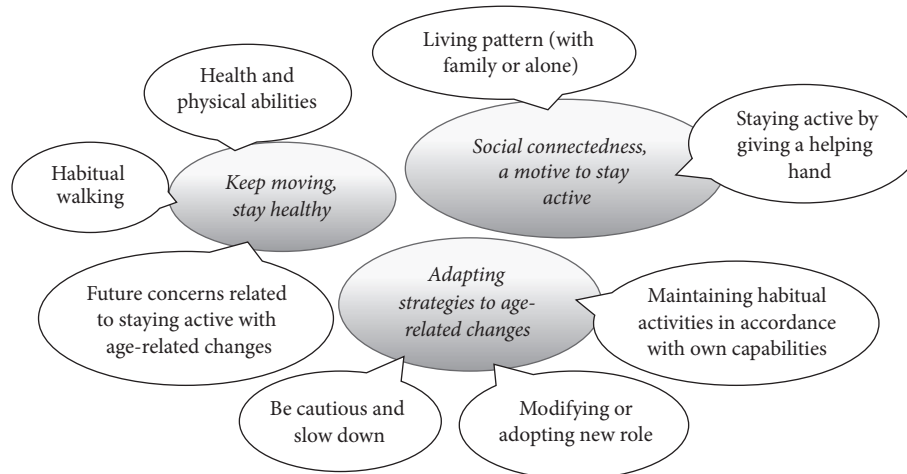 Living pattern (with
family or alone)
Health and
physical abilities
Staying active by
giving a helping
hand
Social connectedness,
a motive to stay
active
Habitual
walking
Keep moving,
stay healthy
Adapting
strategies to age-
related changes
Future concerns related
to staying active with
age-related changes
Maintaining habitual
activities in accordance
with own capabilities
Be cautious and
slow down
Modifying or
adopting new role